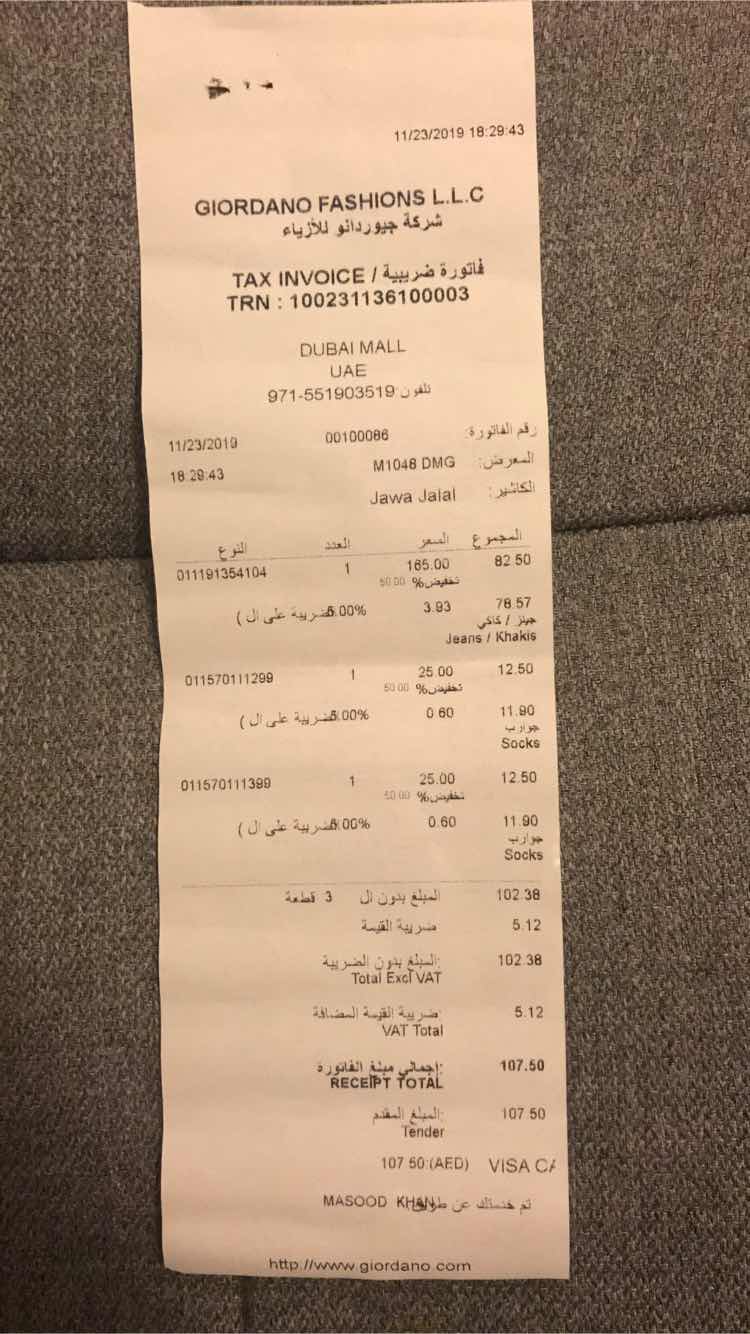 11/23/2019 18:29:43
GIORDANO FASHIONS L.L.C
شركة جيوردانو للأزياء
TAX INVOICE / فاتورة ضريبية
TRN : 100231136100003
DUBAI MALL
UAE
971-551903519 تلفون:
11/23/2019 00100086 رقم الفاتورة:
18:29:43 M1048 DMG المعرض:
Jawa Jalal الكاشير:
النوع العدد السعر المجموع
011191354104 1 165.00 82.50
50.00 %تخفيض
( ضريبة على ال 5.00% 3.93 78.57
جينز / كاكي
Jeans / Khakis
011570111299 1 25.00 12.50
50.00 %تخفيض
( ضريبة على ال 5.00% 0.60 11.90
جوارب
Socks
011570111399 1 25.00 12.50
50.00 %تخفيض
( ضريبة على ال 5.00% 0.60 11.90
جوارب
Socks
3 قطعة المبلغ بدون ال 102.38
ضريبة القيمة 5.12
المبلغ بدون الضريبة: 102.38
Total Excl VAT
ضريبة القيمة المضافة: 5.12
VAT Total
إجمالي مبلغ الفاتورة: 107.50
RECEIPT TOTAL
المبلغ المقدم: 107.50
Tender
107.50:(AED) VISA CA
MASOOD KHAN تم خدمتك عن طريق
http://www.giordano.com